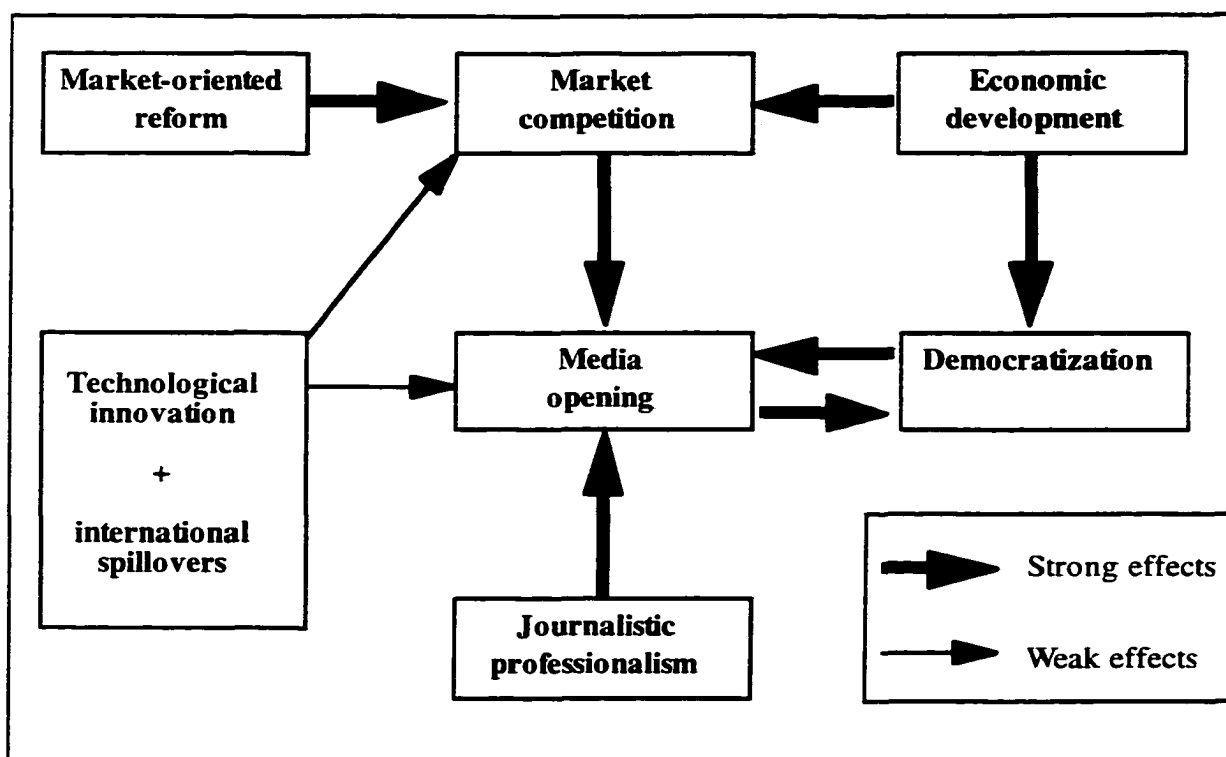 Market-oriented
reform
Market
competition
Economic
development
Technological
innovation
+
international
spillovers
Media
opening
Democratization
Journalistic
professionalism
Strong effects
Weak effects